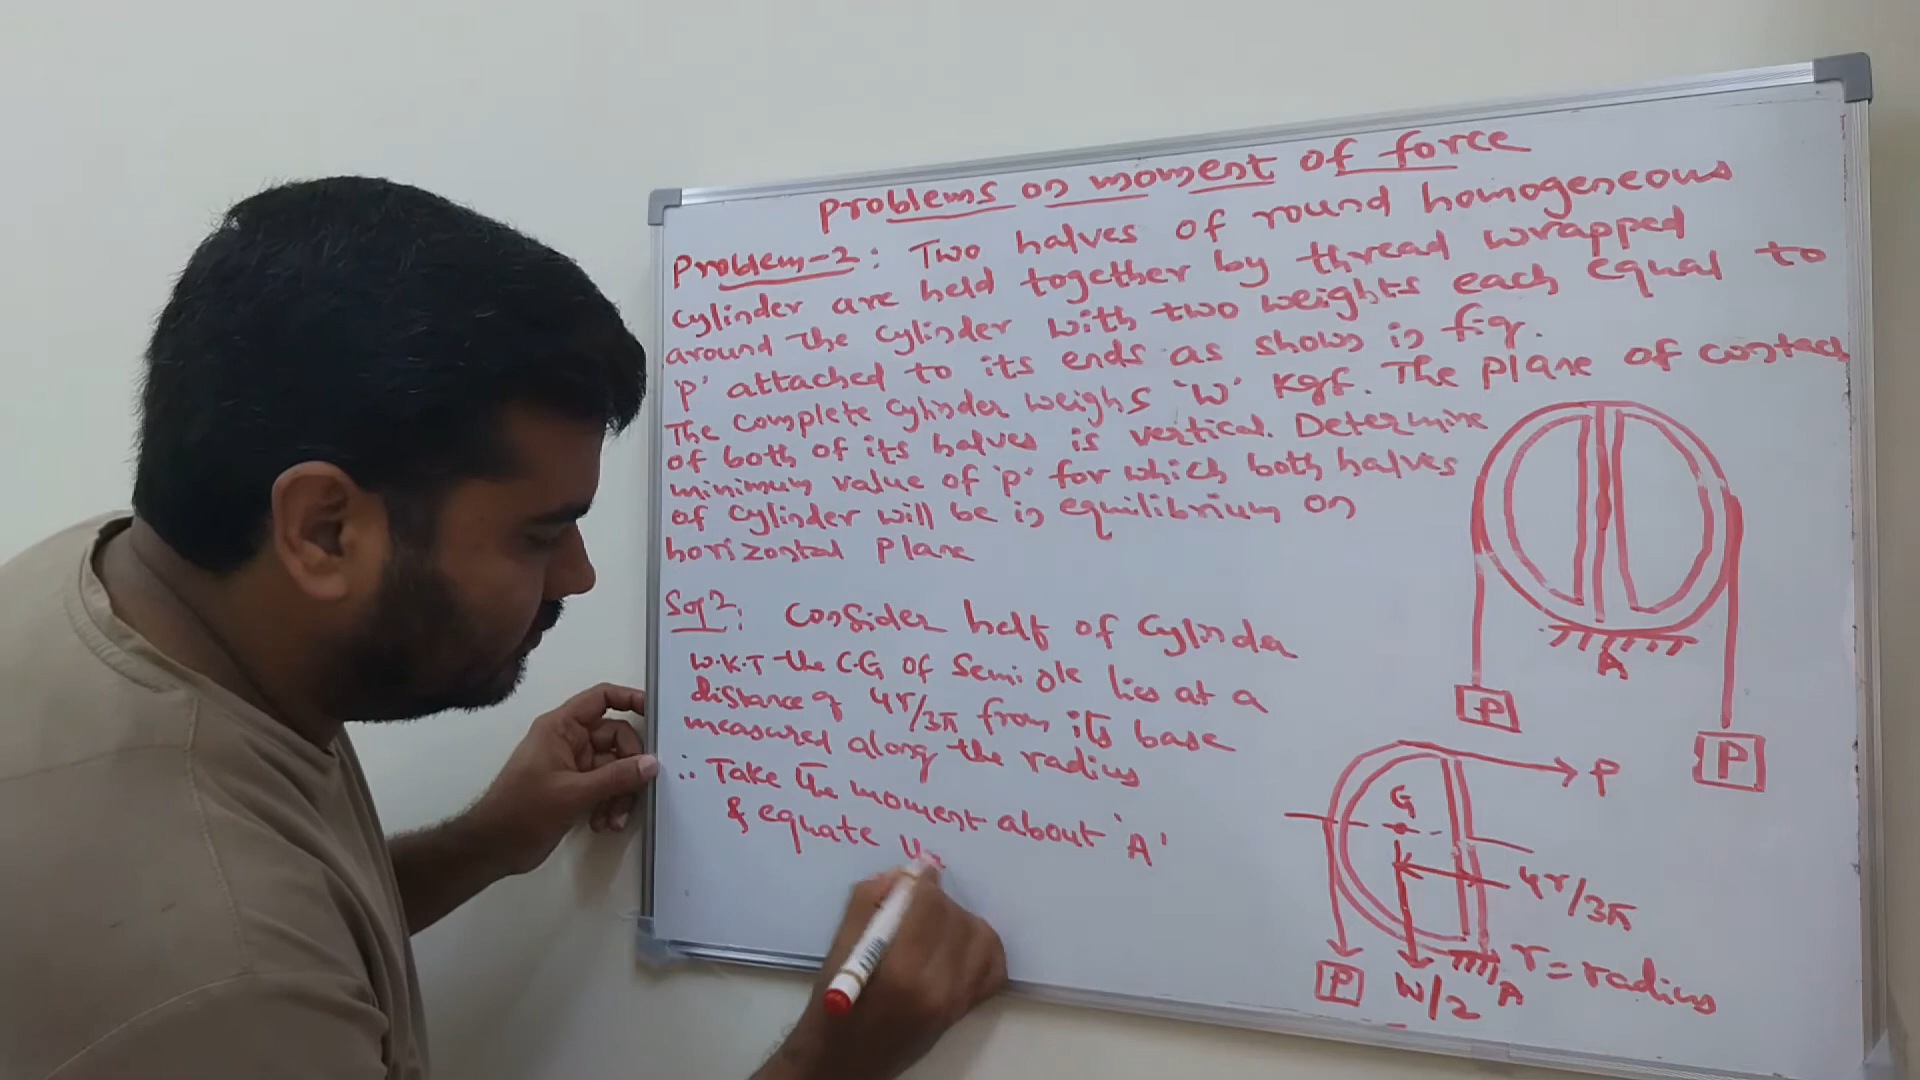 Problems on moment of force
Problem-2: Two halves of round homogeneous
cylinder are held together by thread wrapped
around the cylinder with two weights each equal to
'P' attached to its ends as shown in fig.
The complete cylinder weighs 'W' Kgf. The plane of contact
of both of its halves is vertical. Determine
minimum value of 'P' for which both halves
of cylinder will be in equilibrium on
horizontal plane
Consider half of Cylinder
W.K.T the C.G of semi lies at a
distance of 4r/3π from its base
measured along the radius
∴ Take the moment about 'A'
& equate
A
P
P
P
G
4r/3π
P
W/2
A
r = radius